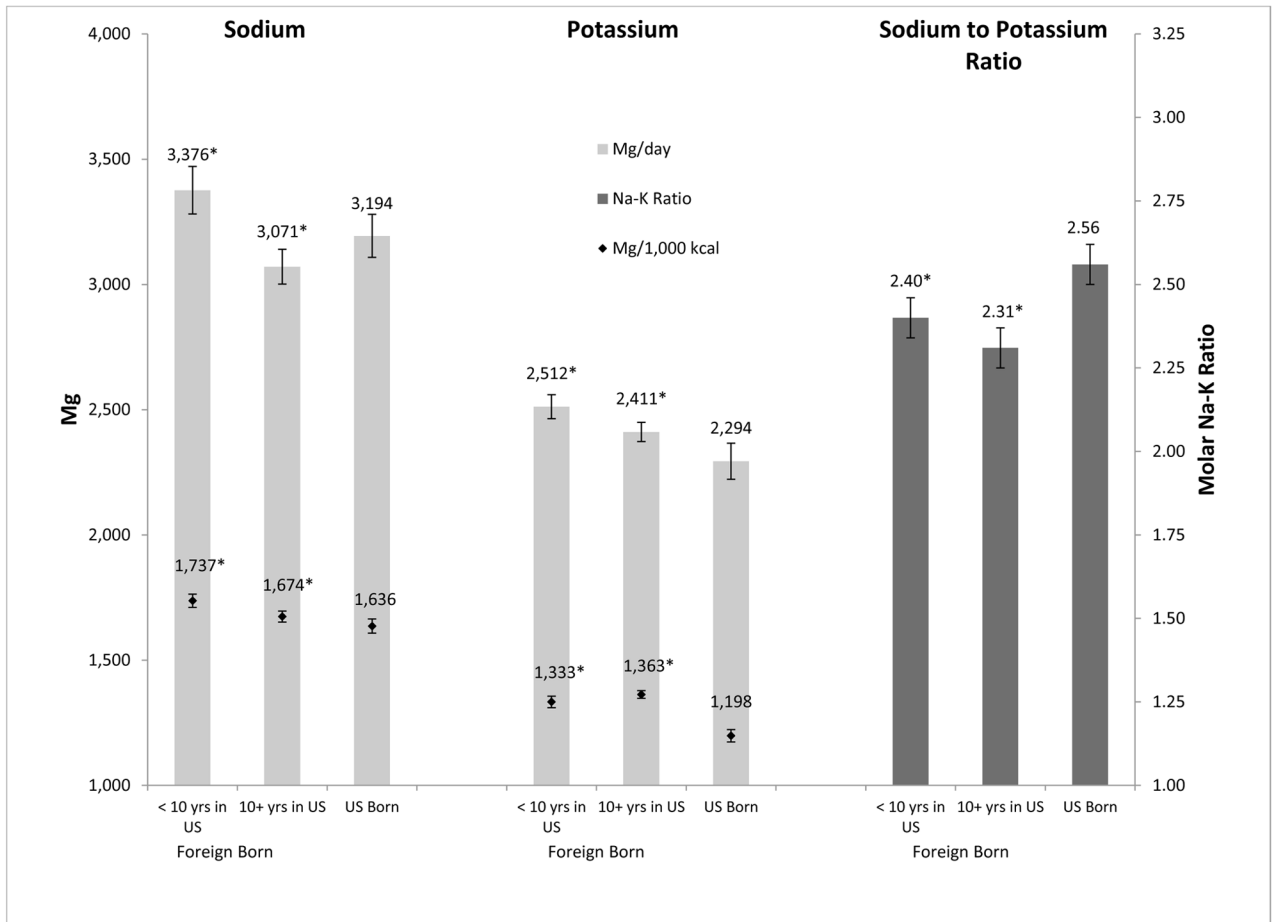 Sodium
Potassium
Sodium to Potassium
Ratio
4,000
3,500
3,000
2,500
2,000
1,500
1,000
Mg
3.25
3.00
2.75
2.50
2.25
2.00
1.75
1.50
1.25
1.00
Molar Na-K Ratio
Mg/day
Na-K Ratio
Mg/1,000 kcal
3,376*
3,071*
3,194
1,737*
1,674*
1,636
2,512*
2,411*
2,294
1,333*
1,363*
1,198
2.40*
2.31*
2.56
< 10 yrs in
US
10+ yrs in US
US Born
Foreign Born
< 10 yrs in
US
10+ yrs in US
US Born
Foreign Born
< 10 yrs in
US
10+ yrs in US
US Born
Foreign Born